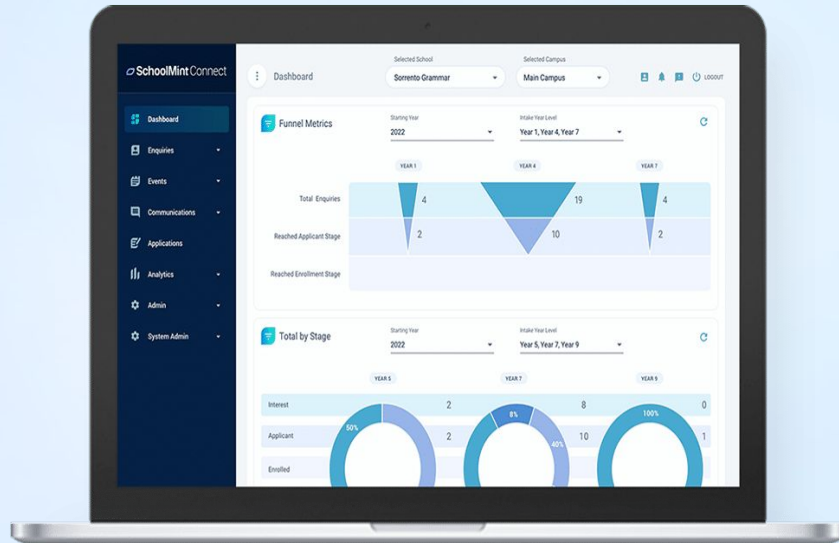 SchoolMint Connect
Dashboard
Enquiries
Events
Communications
Applications
Analytics
Admin
System Admin
Dashboard
Selected School
Sorrento Grammar
Selected Campus
Main Campus
LOGOUT
Funnel Metrics
Starting Year
2022
Intake Year Level
Year 1, Year 4, Year 7
YEAR 1
YEAR 4
YEAR 7
Total Enquiries
4
19
4
Reached Applicant Stage
2
10
2
Reached Enrollment Stage
Total by Stage
Starting Year
2022
Intake Year Level
Year 5, Year 7, Year 9
YEAR 5
YEAR 7
YEAR 9
Interest
2
8
0
8%
100%
50%
Applicant
2
40%
10
1
Enrolled